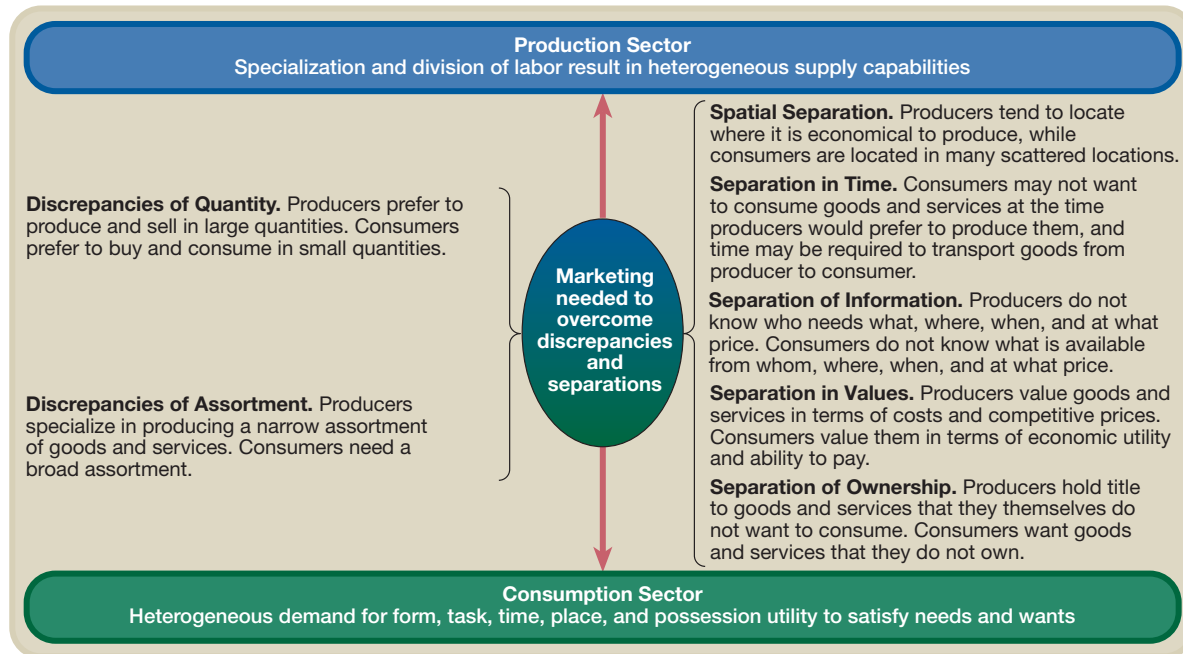 Production Sector
Specialization and division of labor result in heterogeneous supply capabilities
Discrepancies of Quantity. Producers prefer to
produce and sell in large quantities. Consumers
prefer to buy and consume in small quantities.
Discrepancies of Assortment. Producers
specialize in producing a narrow assortment
of goods and services. Consumers need a
broad assortment.
Marketing
needed to
overcome
discrepancies
and
separations
Spatial Separation. Producers tend to locate
where it is economical to produce, while
consumers are located in many scattered locations.
Separation in Time. Consumers may not want
to consume goods and services at the time
producers would prefer to produce them, and
time may be required to transport goods from
producer to consumer.
Separation of Information. Producers do not
know who needs what, where, when, and at what
price. Consumers do not know what is available
from whom, where, when, and at what price.
Separation in Values. Producers value goods and
services in terms of costs and competitive prices.
Consumers value them in terms of economic utility
and ability to pay.
Separation of Ownership. Producers hold title
to goods and services that they themselves do
not want to consume. Consumers want goods
and services that they do not own.
Consumption Sector
Heterogeneous demand for form, task, time, place, and possession utility to satisfy needs and wants